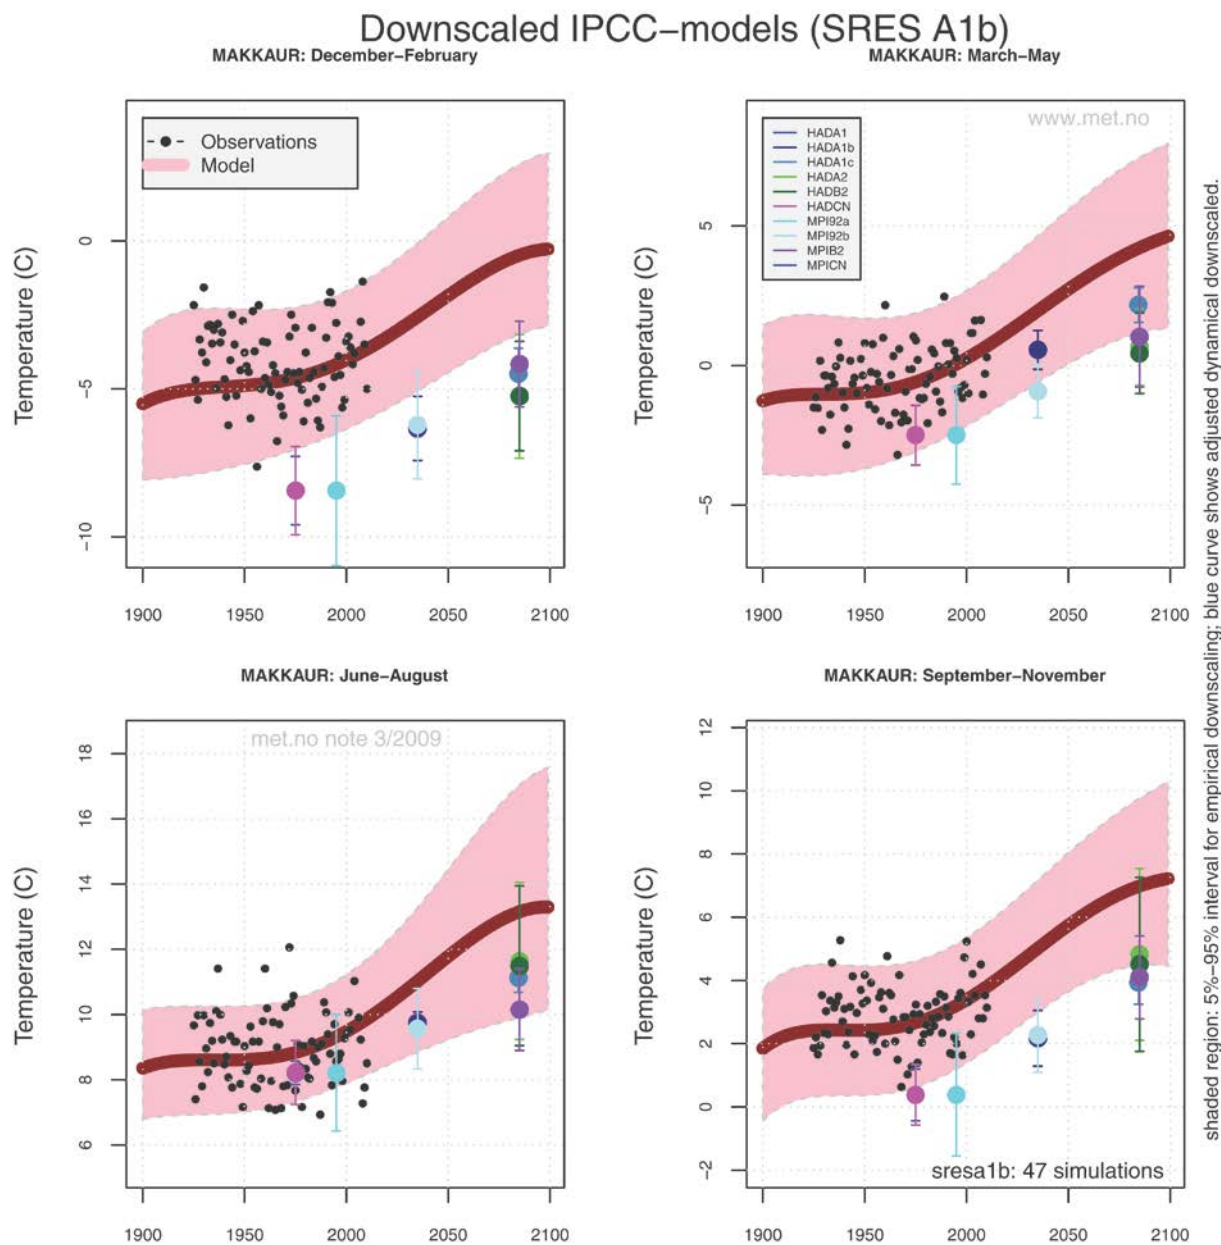 Downscaled IPCC−models (SRES A1b)
MAKKAUR: December−February
Temperature (C)
0
−5
−10
Observations
Model
1900
1950
2000
2050
2100
MAKKAUR: March−May
www.met.no
Temperature (C)
5
0
−5
HADA1
HADA1b
HADA1c
HADA2
HADB2
HADCN
MPI92a
MPI92b
MPIB2
MPICN
1900
1950
2000
2050
2100
MAKKAUR: June−August
met.no note 3/2009
Temperature (C)
18
16
14
12
10
8
6
1900
1950
2000
2050
2100
MAKKAUR: September−November
Temperature (C)
12
10
8
6
4
2
0
−2
sresa1b: 47 simulations
1900
1950
2000
2050
2100
shaded region: 5%−95% interval for empirical downscaling; blue curve shows adjusted dynamical downscaled.